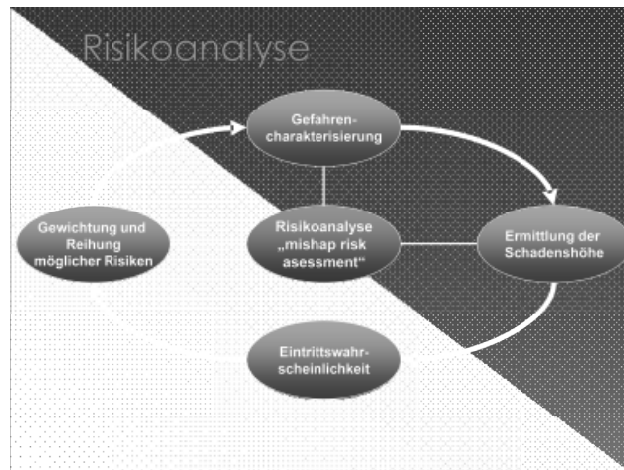 Risikoanalyse
Gefahren-
charakterisierung
Gewichtung und
Reihung
möglicher Risiken
Risikoanalyse
„mishap risk
asessment“
Ermittlung der
Schadenshöhe
Eintrittswahr-
scheinlichkeit